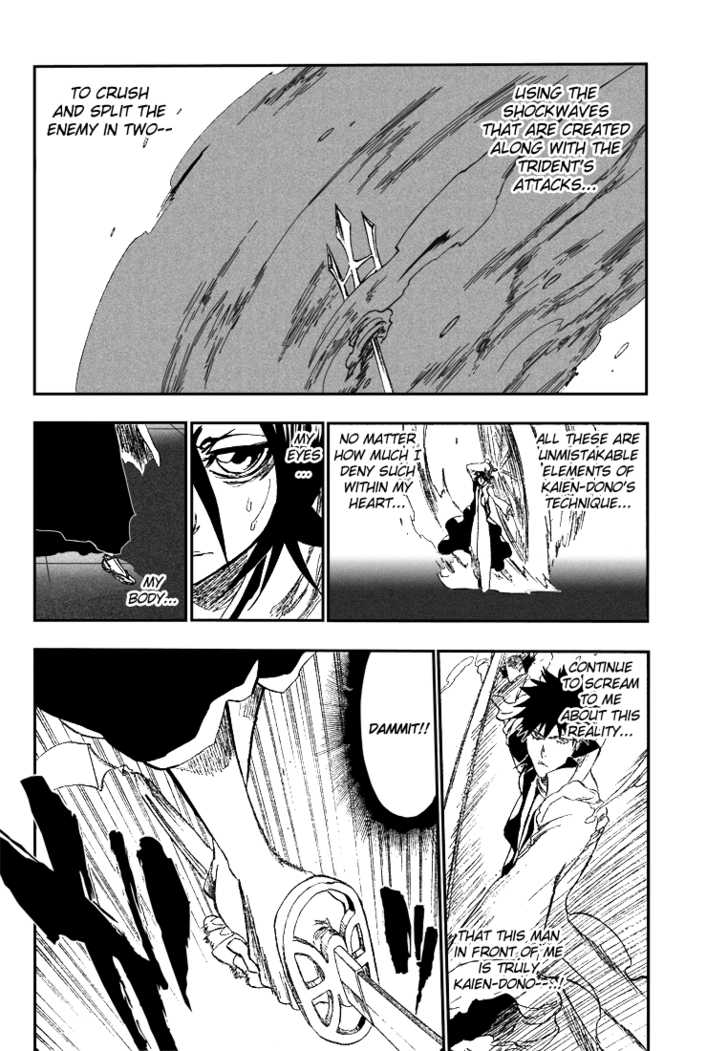 USING THE
SHOCKWAVES
THAT ARE CREATED
ALONG WITH THE
TRIDENT'S
ATTACKS...
TO CRUSH
AND SPLIT THE
ENEMY IN TWO--
ALL THESE ARE
UNMISTAKABLE
ELEMENTS OF
KAIEN-DONO'S
TECHNIQUE...
NO MATTER
HOW MUCH I
DENY SUCH
WITHIN MY
HEART...
MY
EYES
...
MY
BODY...
CONTINUE
TO SCREAM
TO ME
ABOUT THIS
REALITY...
THAT THIS MAN
IN FRONT OF ME
IS TRULY
KAIEN-DONO--!!
DAMMIT!!